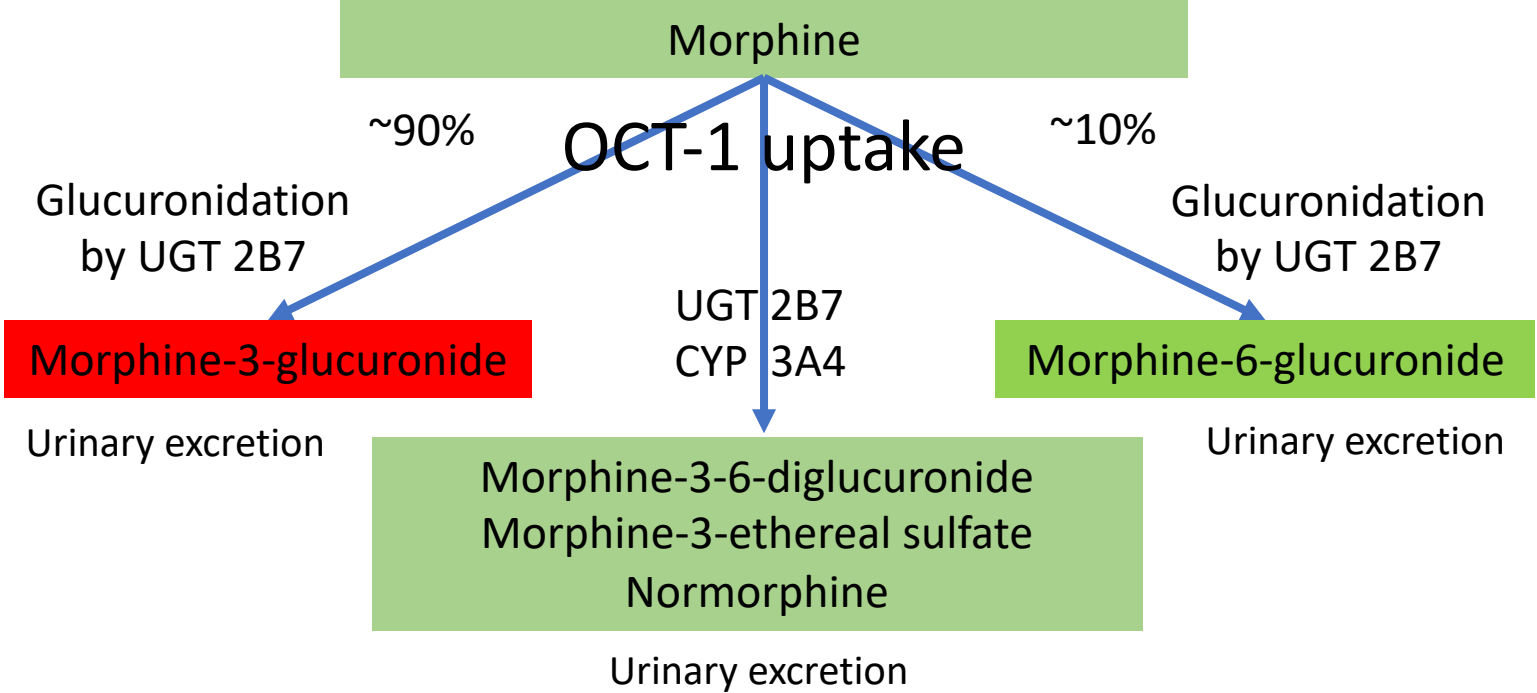 Morphine
~90%
OCT-1 uptake
~10%
Glucuronidation
by UGT 2B7
Glucuronidation
by UGT 2B7
UGT 2B7
CYP 3A4
Morphine-3-glucuronide
Morphine-6-glucuronide
Urinary excretion
Urinary excretion
Morphine-3-6-diglucuronide
Morphine-3-ethereal sulfate
Normorphine
Urinary excretion